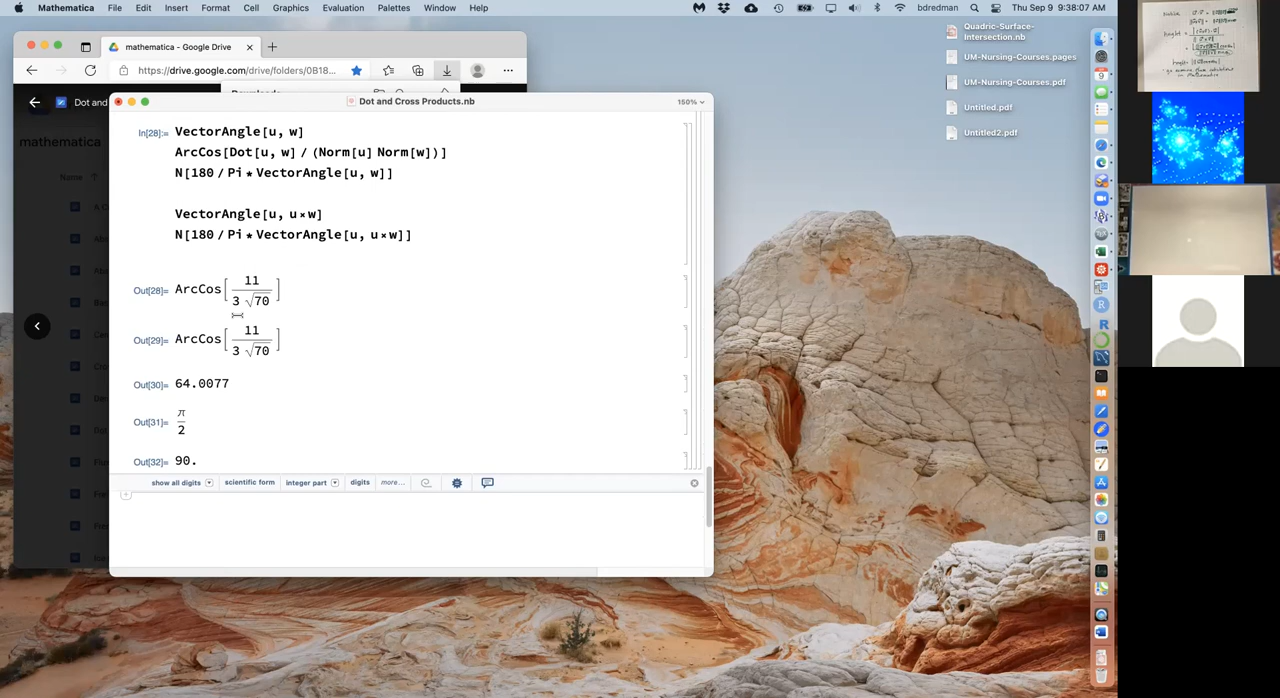 Mathematica File Edit Insert Format Cell Graphics Evaluation Palettes Window Help bdredman Thu Sep 9 9:38:07 AM
mathematica - Google Drive
https://drive.google.com/drive/folders/0B18...
Dot and
mathematica
Name
Dot and Cross Products.nb
150%
In[28]:= VectorAngle[u, w]
ArcCos[Dot[u, w] / (Norm[u] Norm[w])]
N[180 / Pi * VectorAngle[u, w]]
VectorAngle[u, u × w]
N[180 / Pi * VectorAngle[u, u × w]]
Out[28]= ArcCos[11 / (3 √70)]
Out[29]= ArcCos[11 / (3 √70)]
Out[30]= 64.0077
Out[31]= π / 2
Out[32]= 90.
show all digits scientific form integer part digits more...
Quadric-Surface-
Intersection.nb
UM-Nursing-Courses.pages
UM-Nursing-Courses.pdf
Untitled.pdf
Untitled2.pdf